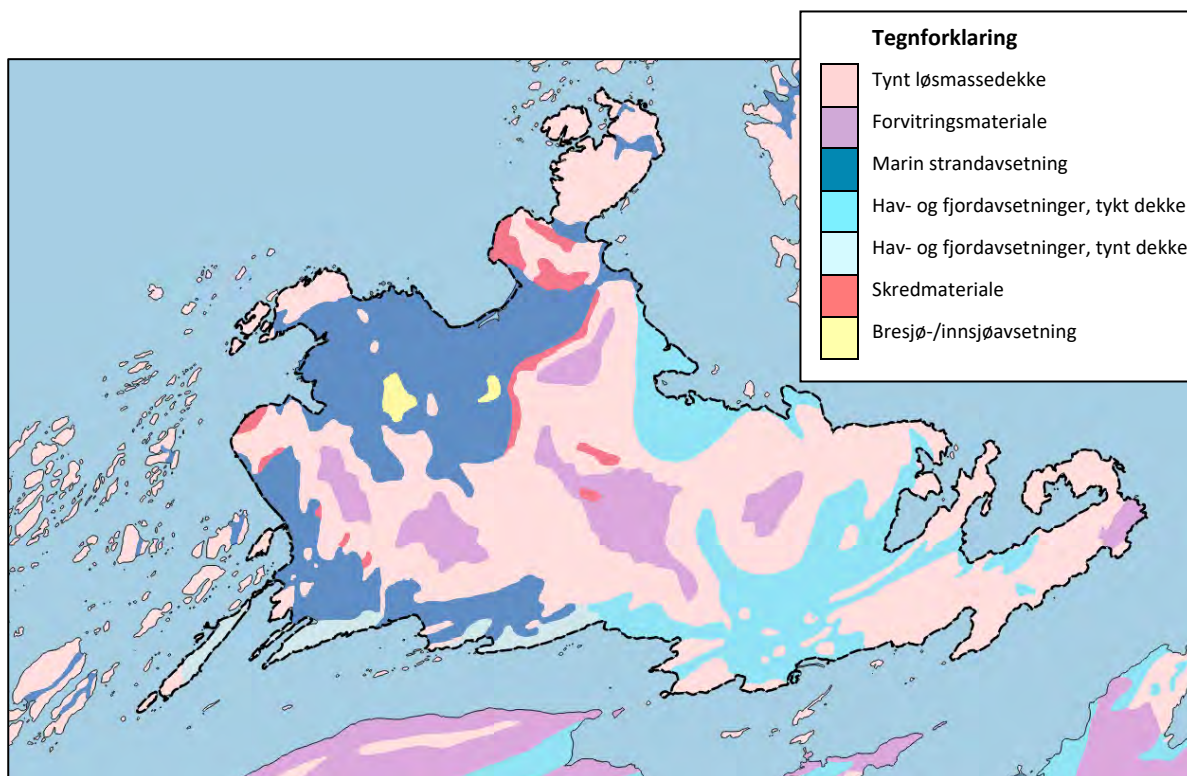 Tegnforklaring
Tynt løsmassedekke
Forvitringsmateriale
Marin strandavsetning
Hav- og fjordavsetninger, tykt dekke
Hav- og fjordavsetninger, tynt dekke
Skredmateriale
Bresjø-/innsjøavsetning